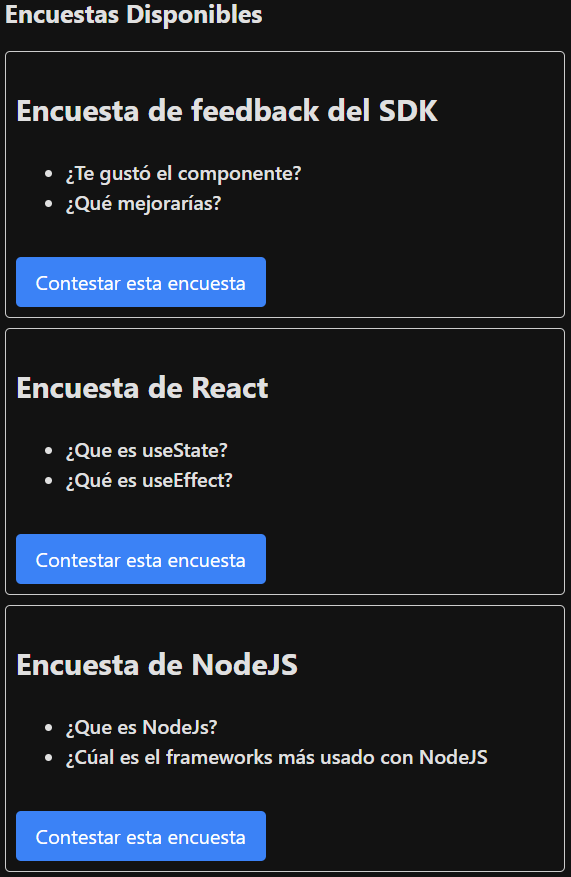 Encuestas Disponibles
Encuesta de feedback del SDK
¿Te gustó el componente?
¿Qué mejorarías?
Contestar esta encuesta
Encuesta de React
¿Que es useState?
¿Qué es useEffect?
Contestar esta encuesta
Encuesta de NodeJS
¿Que es NodeJs?
¿Cúal es el frameworks más usado con NodeJS
Contestar esta encuesta